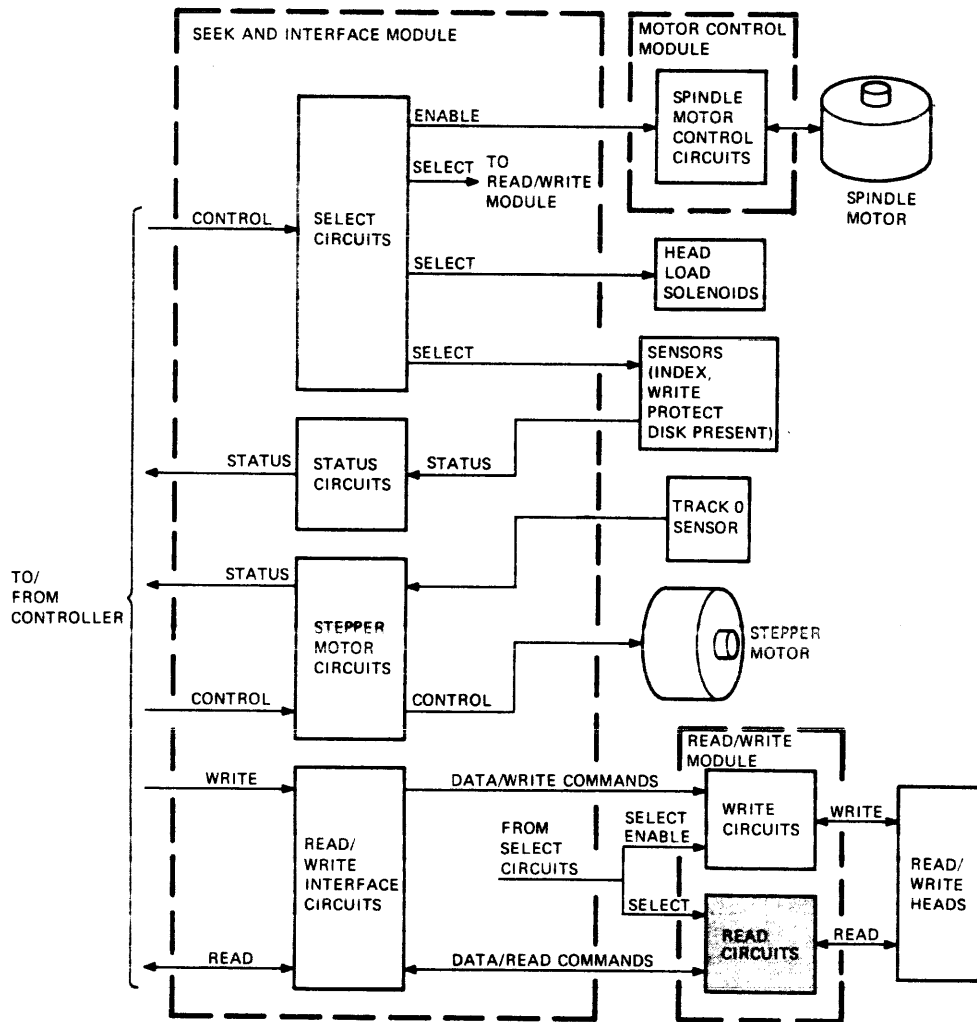 SEEK AND INTERFACE MODULE
MOTOR CONTROL
MODULE
ENABLE
SPINDLE
MOTOR
CONTROL
CIRCUITS
SPINDLE
MOTOR
SELECT
TO
READ/WRITE
MODULE
CONTROL
SELECT
CIRCUITS
SELECT
HEAD
LOAD
SOLENOIDS
SELECT
SENSORS
(INDEX,
WRITE
PROTECT
DISK PRESENT)
STATUS
STATUS
CIRCUITS
STATUS
TRACK 0
SENSOR
TO/
FROM
CONTROLLER
STATUS
STEPPER
MOTOR
CIRCUITS
STEPPER
MOTOR
CONTROL
CONTROL
READ/WRITE
MODULE
WRITE
DATA/WRITE COMMANDS
WRITE
CIRCUITS
WRITE
READ/
WRITE
INTERFACE
CIRCUITS
FROM
SELECT
CIRCUITS
SELECT
ENABLE
SELECT
READ/
WRITE
HEADS
READ
CIRCUITS
READ
READ
DATA/READ COMMANDS